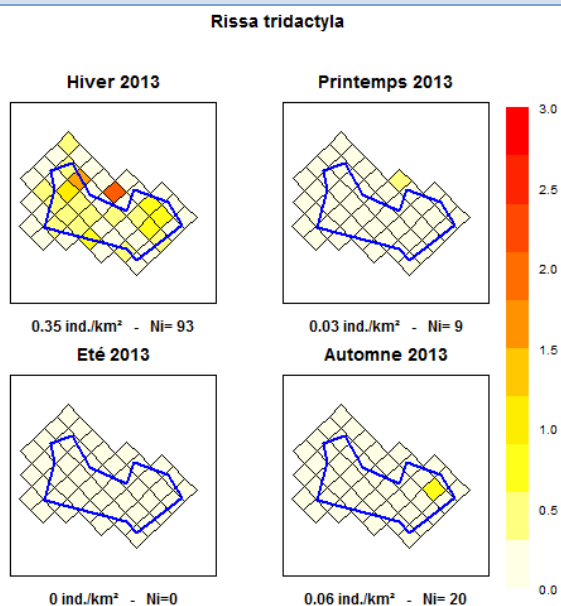 Rissa tridactyla
Hiver 2013
Printemps 2013
0.35 ind./km² - Ni= 93
0.03 ind./km² - Ni= 9
Eté 2013
Automne 2013
0 ind./km² - Ni=0
0.06 ind./km² - Ni= 20
3.0
2.5
2.0
1.5
1.0
0.5
0.0